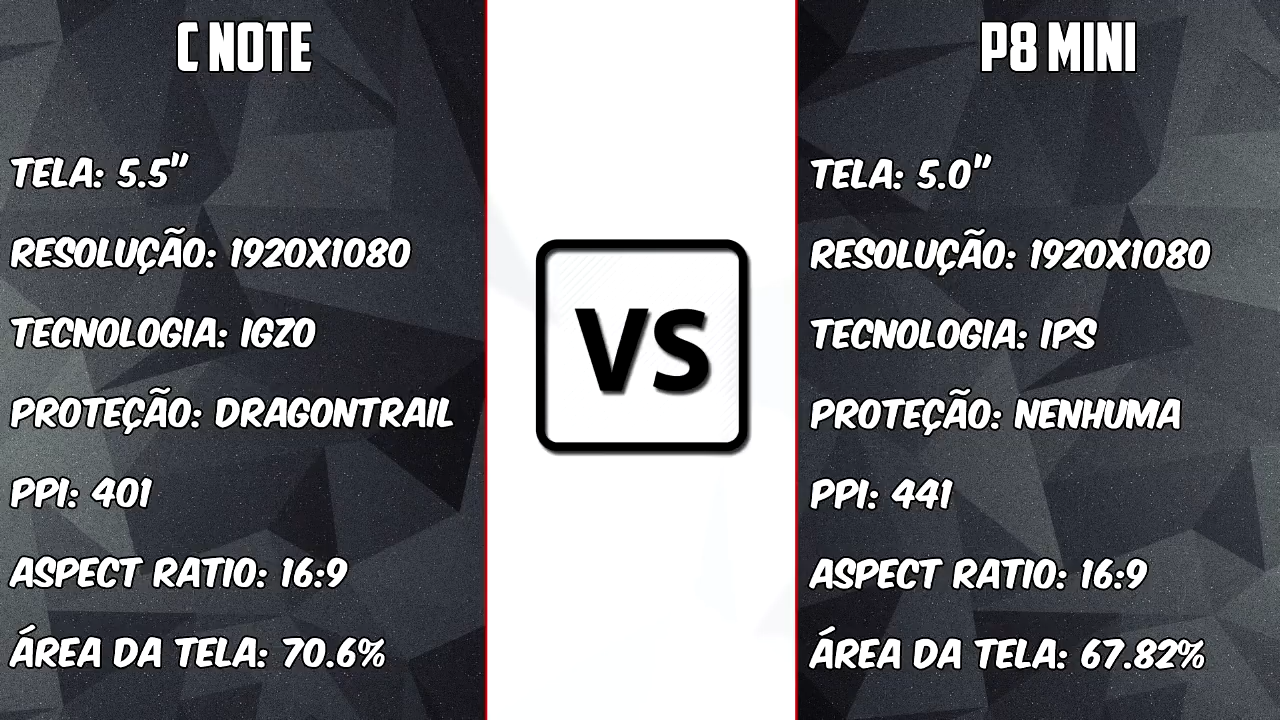 C NOTE
TELA: 5.5"
RESOLUÇÃO: 1920X1080
TECNOLOGIA: IGZO
PROTEÇÃO: DRAGONTRAIL
PPI: 401
ASPECT RATIO: 16:9
ÁREA DA TELA: 70.6%
VS
P8 MINI
TELA: 5.0"
RESOLUÇÃO: 1920X1080
TECNOLOGIA: IPS
PROTEÇÃO: NENHUMA
PPI: 441
ASPECT RATIO: 16:9
ÁREA DA TELA: 67.82%